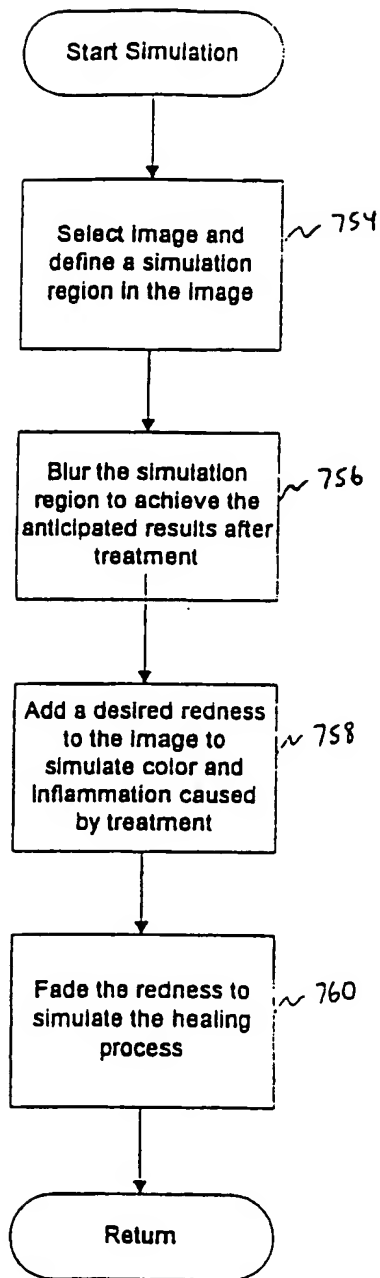 Start Simulation
Select image and
define a simulation
region in the image
754
Blur the simulation
region to achieve the
anticipated results after
treatment
756
Add a desired redness
to the image to
simulate color and
inflammation caused
by treatment
758
Fade the redness to
simulate the healing
process
760
Return